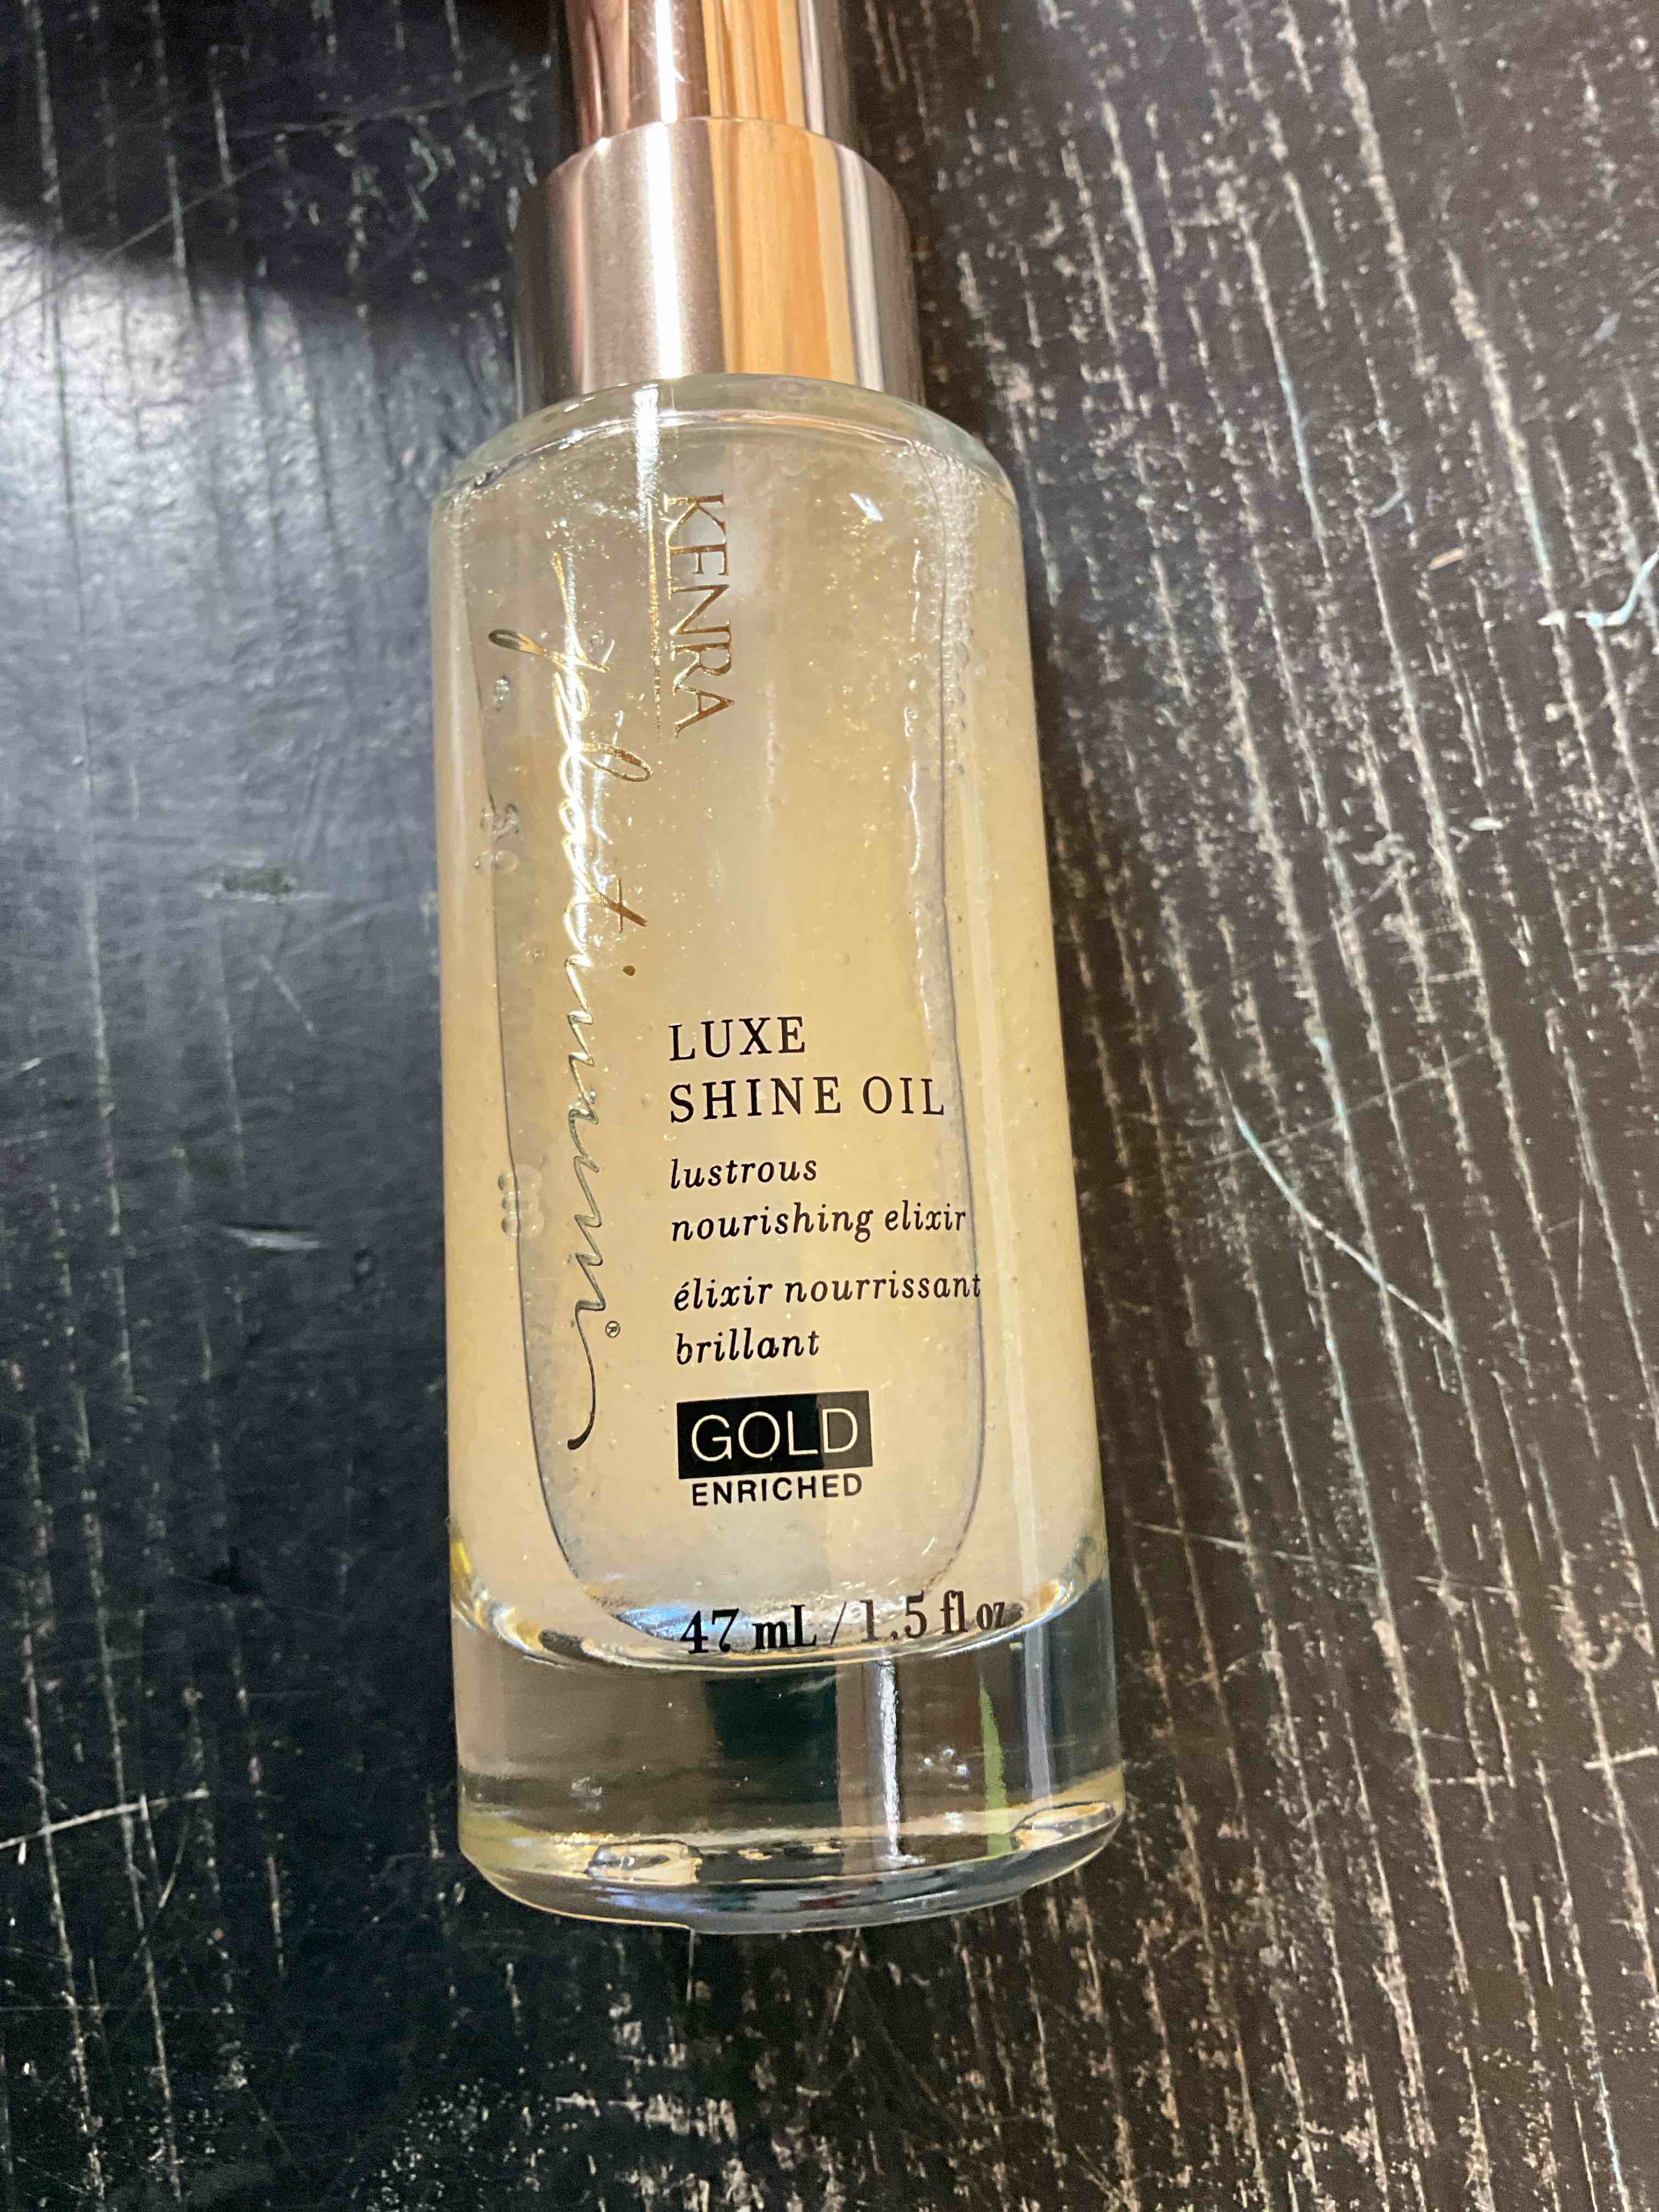 KENRA
platinum®
LUXE
SHINE OIL
lustrous
nourishing elixir
élixir nourrissant
brillant
GOLD
ENRICHED
47 mL / 1.5 fl oz